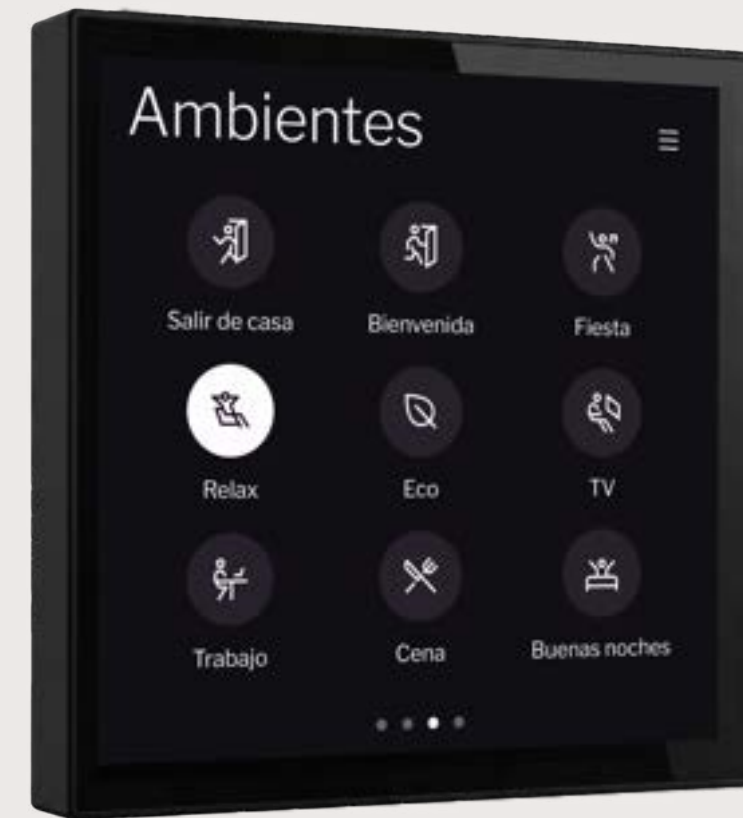 Ambientes
Salir de casa
Bienvenida
Fiesta
Relax
Eco
TV
Trabajo
Cena
Buenas noches